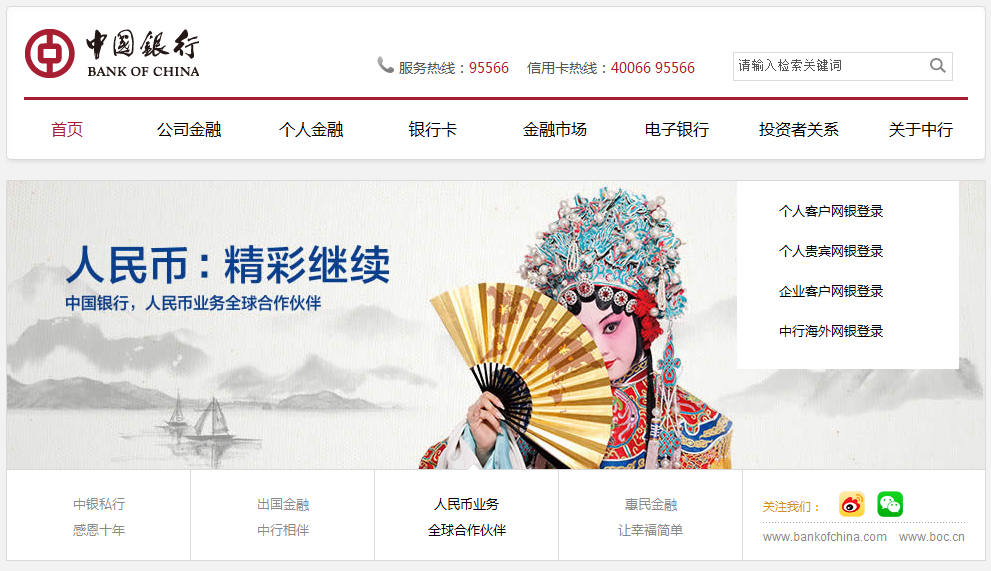 中國銀行
BANK OF CHINA
服务热线：95566 信用卡热线：40066 95566
请输入检索关键词
首页 公司金融 个人金融 银行卡 金融市场 电子银行 投资者关系 关于中行
人民币：精彩继续
中国银行，人民币业务全球合作伙伴
个人客户网银登录
个人贵宾网银登录
企业客户网银登录
中行海外网银登录
中银私行
感恩十年
出国金融
中行相伴
人民币业务
全球合作伙伴
惠民金融
让幸福简单
关注我们：
www.bankofchina.com www.boc.cn